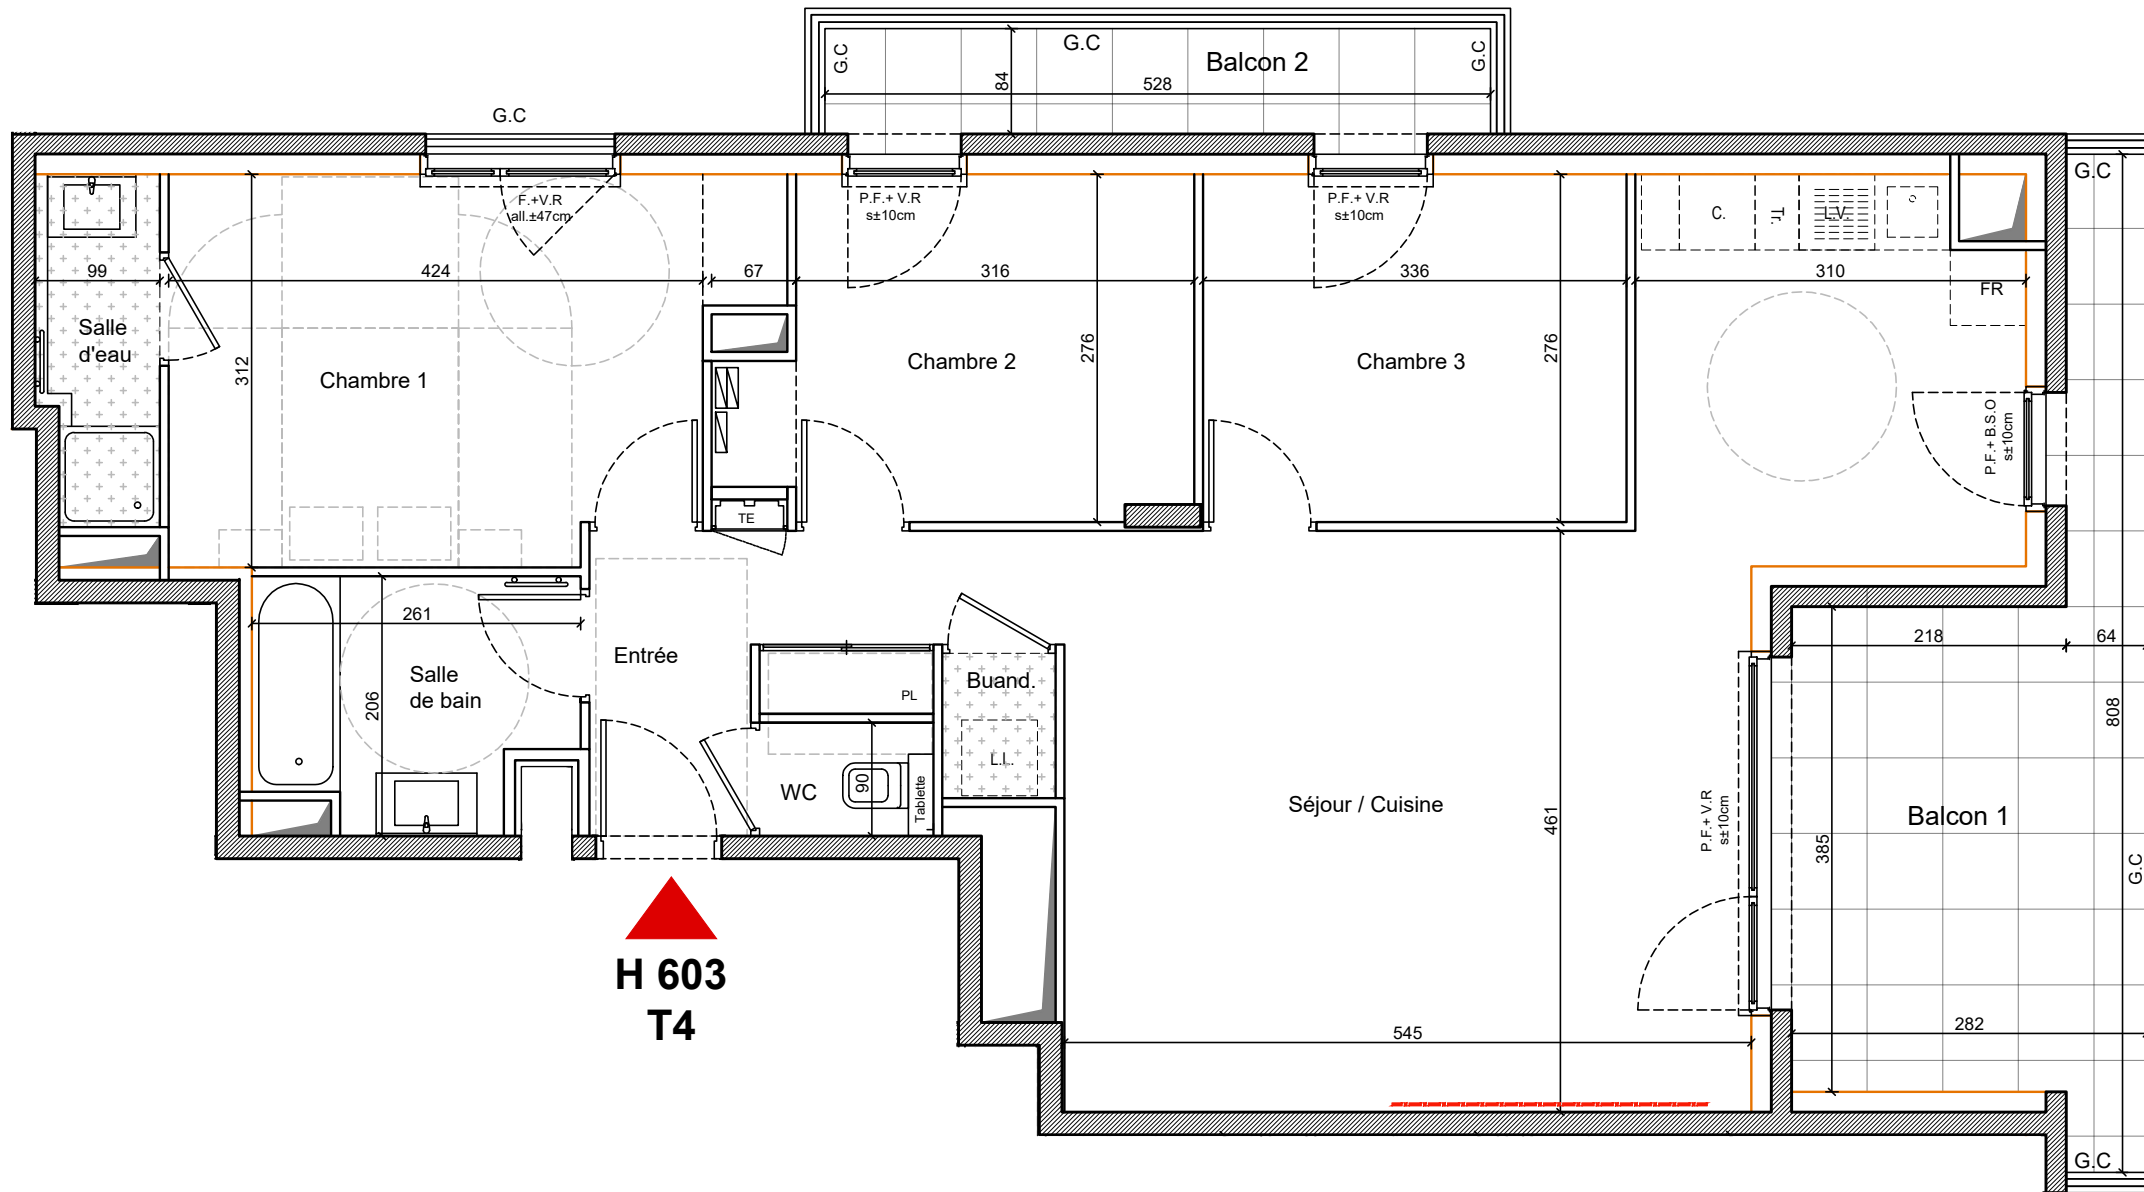 G.C
G.C
G.C
G.C
Balcon 2
84
528
G.C
F.+V.R
all.±47cm
P.F.+ V.R
s±10cm
P.F.+ V.R
s±10cm
C.
Tr.
L.V.
99
424
67
316
336
310
FR
Salle
d'eau
312
Chambre 1
Chambre 2
276
Chambre 3
276
P.F.+ B.S.O
s±10cm
TE
261
Entrée
218
64
Salle
de bain
206
PL
Buand.
808
WC
90
Tablette
L.L.
Séjour / Cuisine
461
P.F.+ V.R
s±10cm
Balcon 1
385
G.C
H 603
T4
545
282
G.C